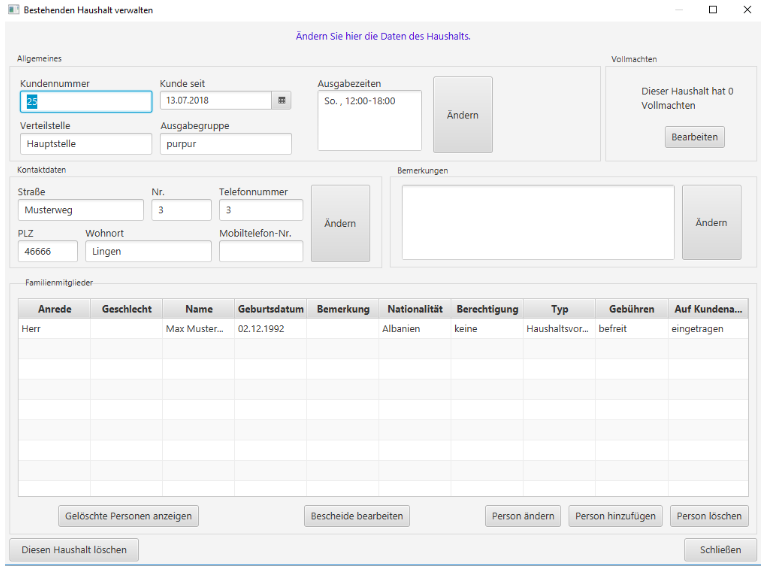 Bestehenden Haushalt verwalten
Ändern Sie hier die Daten des Haushalts.
Allgemeines
Kundennummer
25
Kunde seit
13.07.2018
Verteilstelle
Hauptstelle
Ausgabegruppe
purpur
Ausgabezeiten
So. , 12:00-18:00
Ändern
Vollmachten
Dieser Haushalt hat 0
Vollmachten
Bearbeiten
Kontaktdaten
Straße
Musterweg
Nr.
3
Telefonnummer
3
PLZ
46666
Wohnort
Lingen
Mobiltelefon-Nr.
Ändern
Bemerkungen
Ändern
Familienmitglieder
Anrede Geschlecht Name Geburtsdatum Bemerkung Nationalität Berechtigung Typ Gebühren Auf Kundena...
Herr Max Muster... 02.12.1992 Albanien keine Haushaltsvor... befreit eingetragen
Gelöschte Personen anzeigen Bescheide bearbeiten Person ändern Person hinzufügen Person löschen
Diesen Haushalt löschen Schließen